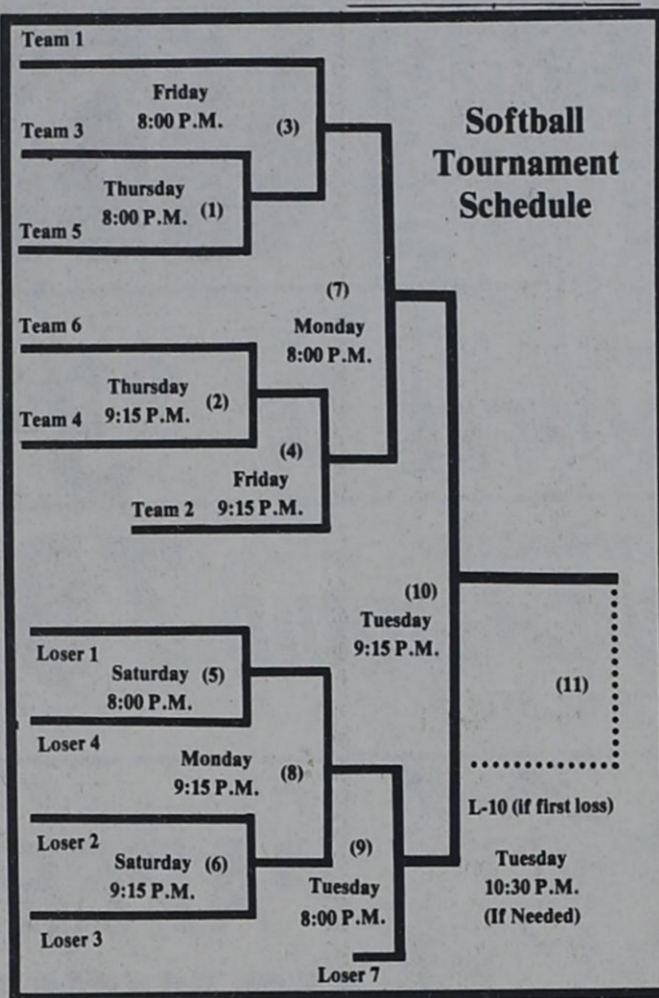 Team 1
Friday
8:00 P.M.
(3)
Team 3
Thursday
8:00 P.M. (1)
Team 5
Softball
Tournament
Schedule
(7)
Monday
8:00 P.M.
Team 6
Thursday
9:15 P.M. (2)
Team 4
(4)
Friday
Team 2 9:15 P.M.
(10)
Tuesday
9:15 P.M.
Loser 1
Saturday (5)
8:00 P.M.
Loser 4
Monday
9:15 P.M. (8)
Loser 2
Saturday (6)
9:15 P.M.
Loser 3
(9)
Tuesday
8:00 P.M.
Loser 7
(11)
L-10 (if first loss)
Tuesday
10:30 P.M.
(If Needed)